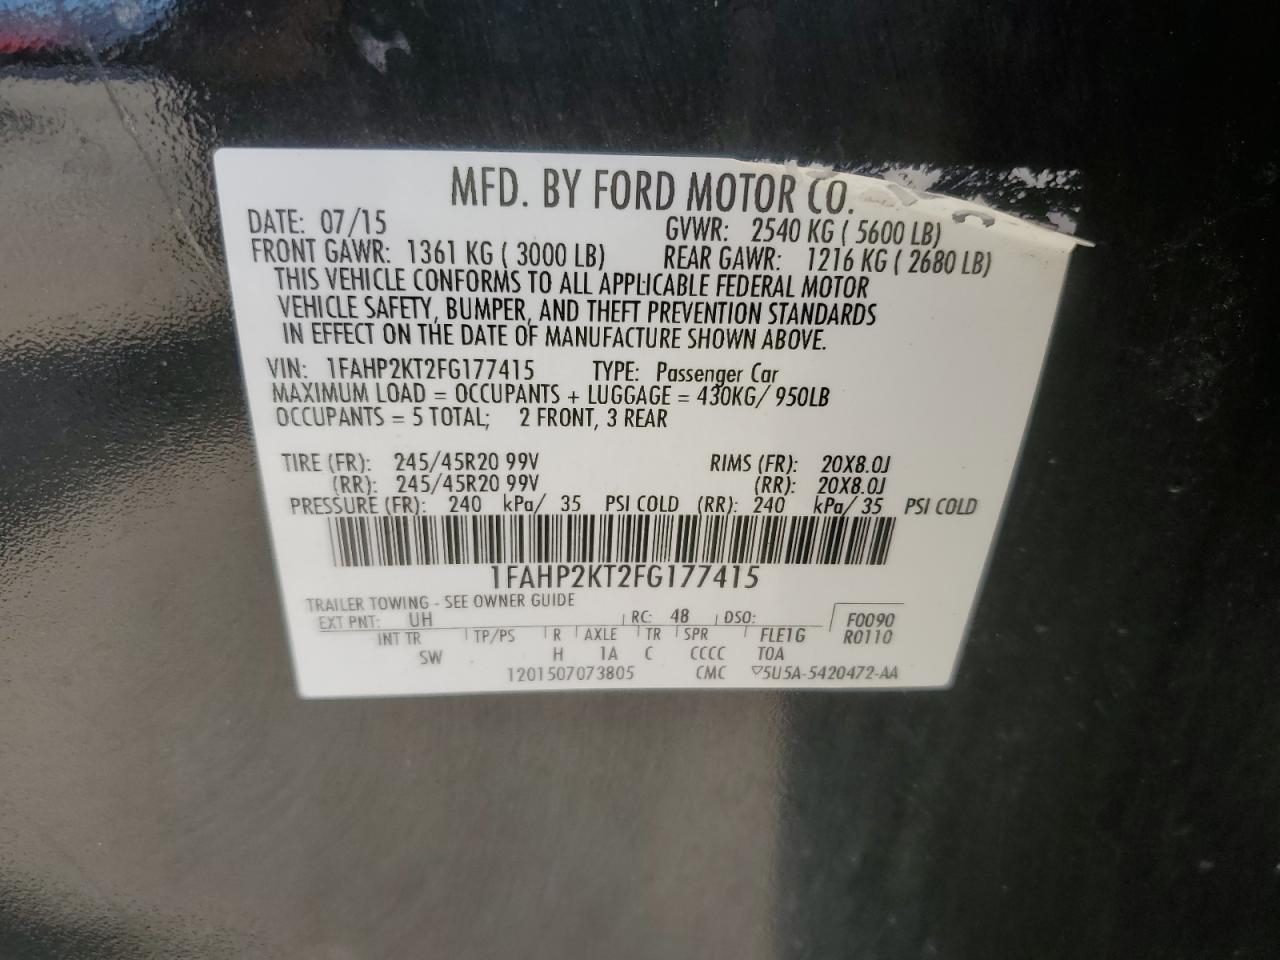 MFD. BY FORD MOTOR CO.
DATE: 07/15 GVWR: 2540 KG ( 5600 LB)
FRONT GAWR: 1361 KG ( 3000 LB) REAR GAWR: 1216 KG ( 2680 LB)
THIS VEHICLE CONFORMS TO ALL APPLICABLE FEDERAL MOTOR
VEHICLE SAFETY, BUMPER, AND THEFT PREVENTION STANDARDS
IN EFFECT ON THE DATE OF MANUFACTURE SHOWN ABOVE.
VIN: 1FAHP2KT2FG177415 TYPE: Passenger Car
MAXIMUM LOAD = OCCUPANTS + LUGGAGE = 430KG/ 950LB
OCCUPANTS = 5 TOTAL; 2 FRONT, 3 REAR
TIRE (FR): 245/45R20 99V RIMS (FR): 20X8.0J
(RR): 245/45R20 99V (RR): 20X8.0J
PRESSURE (FR): 240 kPa/ 35 PSI COLD (RR): 240 kPa/ 35 PSI COLD
1FAHP2KT2FG177415
TRAILER TOWING - SEE OWNER GUIDE
EXT PNT: UH RC: 48 DSO: F0090
INT TR TP/PS R AXLE TR SPR FLE1G R0110
SW H 1A C CCCC TOA
1201507073805 CMC ▽5U5A-5420472-AA